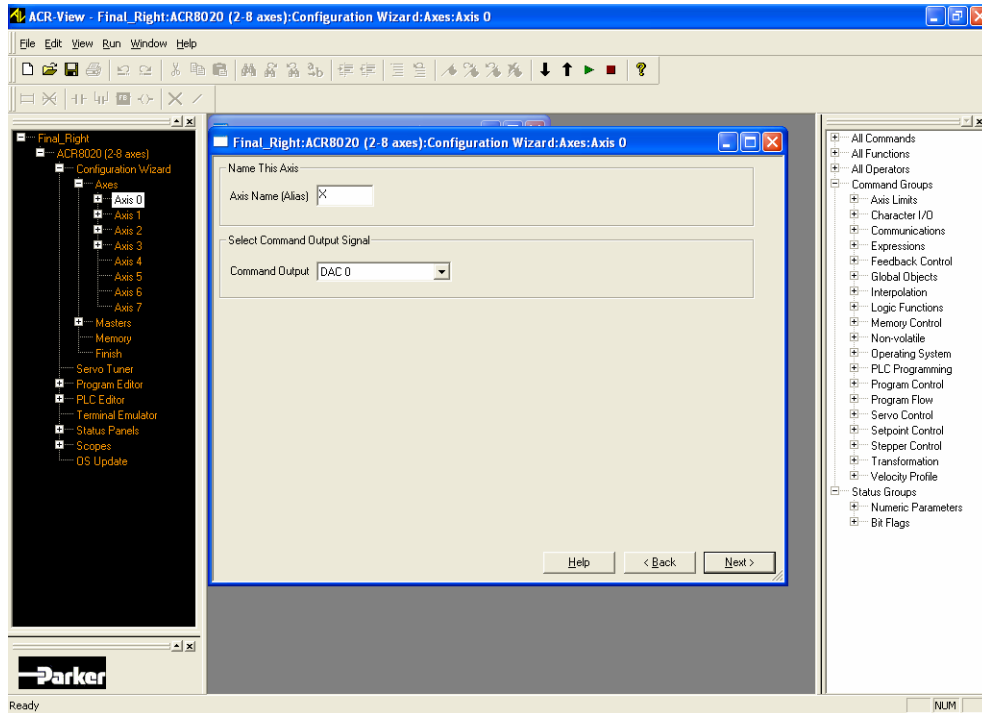 ACR-View - Final_Right:ACR8020 (2-8 axes):Configuration Wizard:Axes:Axis 0
File Edit View Run Window Help
Final_Right
ACR8020 (2-8 axes)
Configuration Wizard
Axes
Axis 0
Axis 1
Axis 2
Axis 3
Axis 4
Axis 5
Axis 6
Axis 7
Masters
Memory
Finish
Servo Tuner
Program Editor
PLC Editor
Terminal Emulator
Status Panels
Scopes
OS Update
Parker
Final_Right:ACR8020 (2-8 axes):Configuration Wizard:Axes:Axis 0
Name This Axis
Axis Name (Alias) X
Select Command Output Signal
Command Output DAC 0
Help < Back Next >
All Commands
All Functions
All Operators
Command Groups
Axis Limits
Character I/O
Communications
Expressions
Feedback Control
Global Objects
Interpolation
Logic Functions
Memory Control
Non-volatile
Operating System
PLC Programming
Program Control
Program Flow
Servo Control
Setpoint Control
Stepper Control
Transformation
Velocity Profile
Status Groups
Numeric Parameters
Bit Flags
Ready NUM